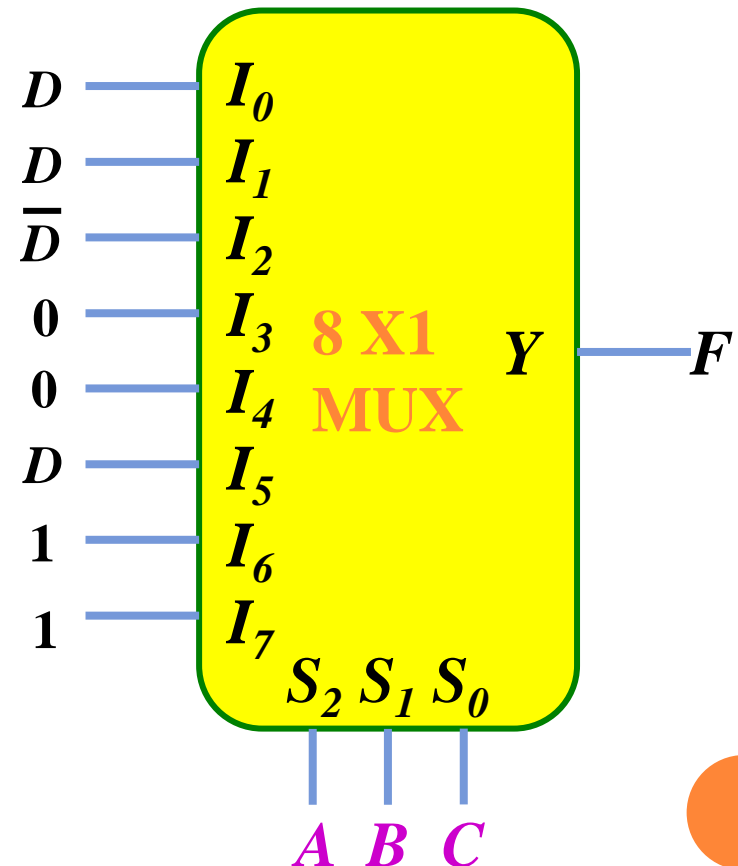 D I₀
D I₁
D̅ I₂
0 I₃
0 I₄
8 X1
MUX
Y F
D I₅
1 I₆
1 I₇
S₂ S₁ S₀
A B C